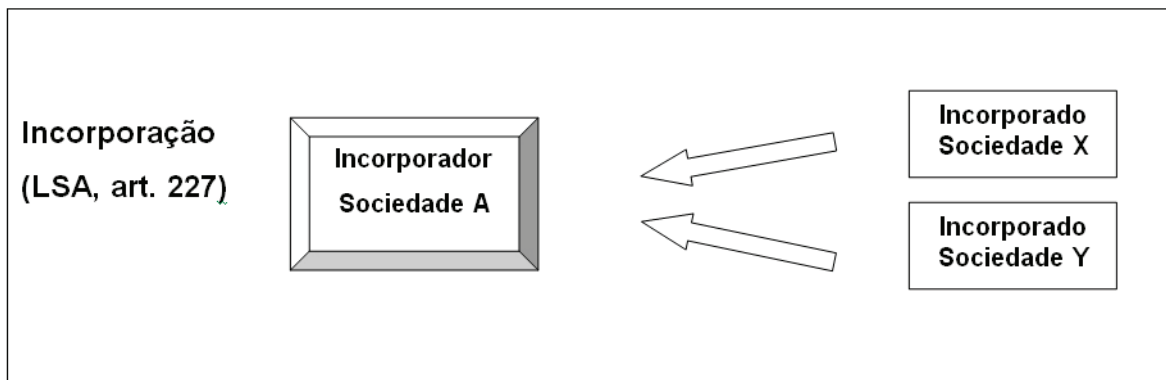 Incorporação
(LSA, art. 227)
Incorporador
Sociedade A
Incorporado
Sociedade X
Incorporado
Sociedade Y